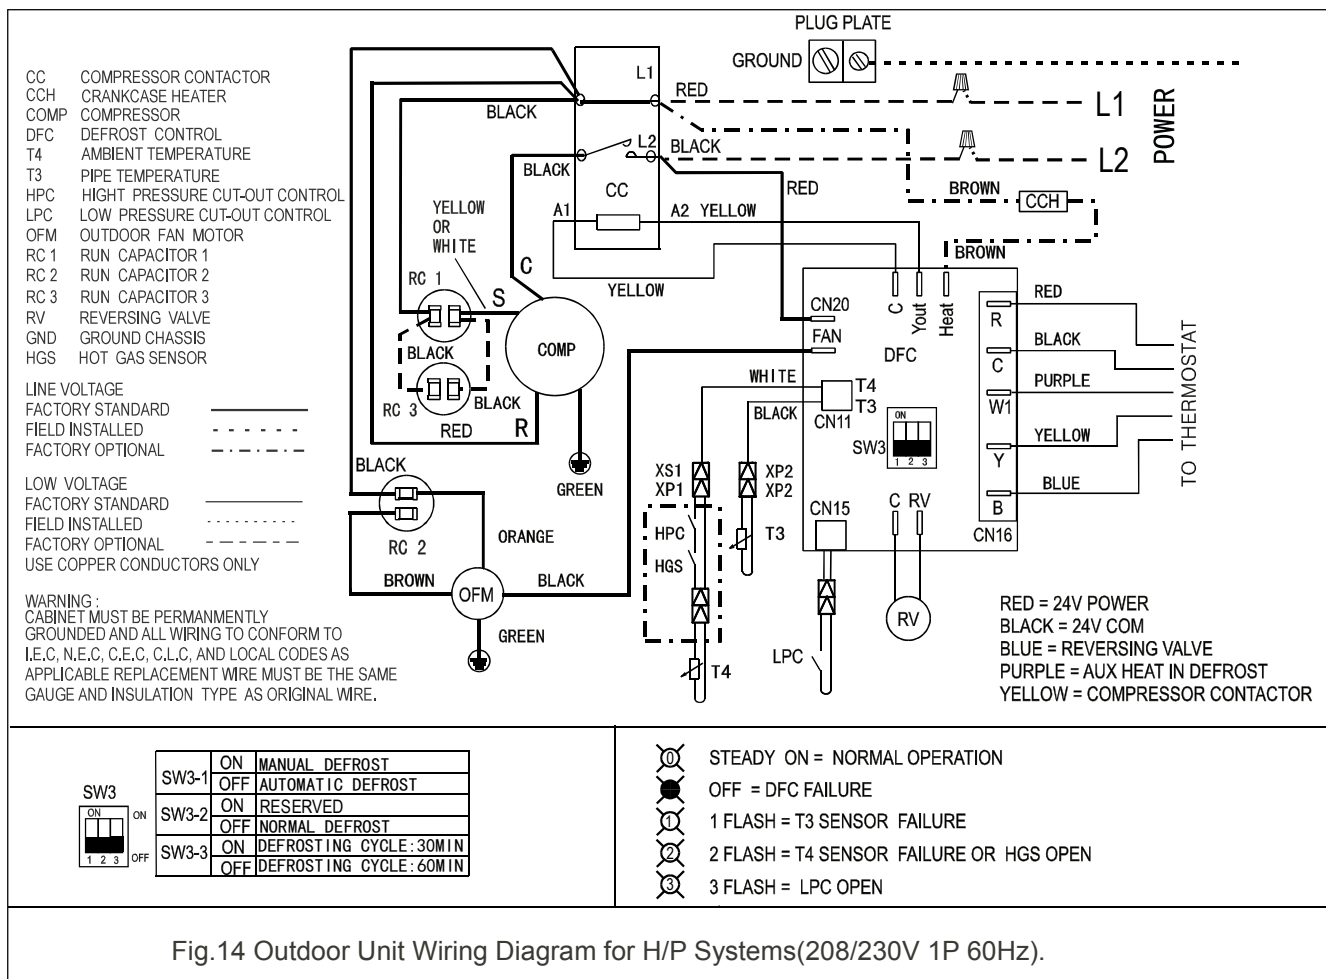 PLUG PLATE
GROUND
CC COMPRESSOR CONTACTOR
CCH CRANKCASE HEATER
COMP COMPRESSOR
DFC DEFROST CONTROL
T4 AMBIENT TEMPERATURE
T3 PIPE TEMPERATURE
HPC HIGHT PRESSURE CUT-OUT CONTROL
LPC LOW PRESSURE CUT-OUT CONTROL
OFM OUTDOOR FAN MOTOR
RC 1 RUN CAPACITOR 1
RC 2 RUN CAPACITOR 2
RC 3 RUN CAPACITOR 3
RV REVERSING VALVE
GND GROUND CHASSIS
HGS HOT GAS SENSOR
LINE VOLTAGE
FACTORY STANDARD
FIELD INSTALLED
FACTORY OPTIONAL
LOW VOLTAGE
FACTORY STANDARD
FIELD INSTALLED
FACTORY OPTIONAL
USE COPPER CONDUCTORS ONLY
WARNING :
CABINET MUST BE PERMANMENTLY
GROUNDED AND ALL WIRING TO CONFORM TO
I.E.C, N.E.C, C.E.C, C.L.C, AND LOCAL CODES AS
APPLICABLE REPLACEMENT WIRE MUST BE THE SAME
GAUGE AND INSULATION TYPE AS ORIGINAL WIRE.
L1
RED
BLACK
L1
POWER
L2
BLACK
L2
BLACK
RED
CC
BROWN
CCH
A1
A2 YELLOW
YELLOW
OR
WHITE
BROWN
C
YELLOW
RC 1
S
COMP
BLACK
RC 3
BLACK
RED
R
GREEN
CN20
FAN
C
Yout
Heat
DFC
R
RED
C
BLACK
W1
PURPLE
Y
YELLOW
B
BLUE
CN16
TO THERMOSTAT
WHITE
T4
BLACK
T3
CN11
ON
SW3
1 2 3
BLACK
RC 2
ORANGE
BROWN
OFM
BLACK
GREEN
XS1
XP1
XP2
XP2
HPC
HGS
T3
T4
CN15
LPC
C RV
RV
RED = 24V POWER
BLACK = 24V COM
BLUE = REVERSING VALVE
PURPLE = AUX HEAT IN DEFROST
YELLOW = COMPRESSOR CONTACTOR
SW3
ON
ON
1 2 3
OFF
SW3-1
ON MANUAL DEFROST
OFF AUTOMATIC DEFROST
SW3-2
ON RESERVED
OFF NORMAL DEFROST
SW3-3
ON DEFROSTING CYCLE:30MIN
OFF DEFROSTING CYCLE:60MIN
0 STEADY ON = NORMAL OPERATION
OFF = DFC FAILURE
1 1 FLASH = T3 SENSOR FAILURE
2 2 FLASH = T4 SENSOR FAILURE OR HGS OPEN
3 3 FLASH = LPC OPEN
Fig.14 Outdoor Unit Wiring Diagram for H/P Systems(208/230V 1P 60Hz).